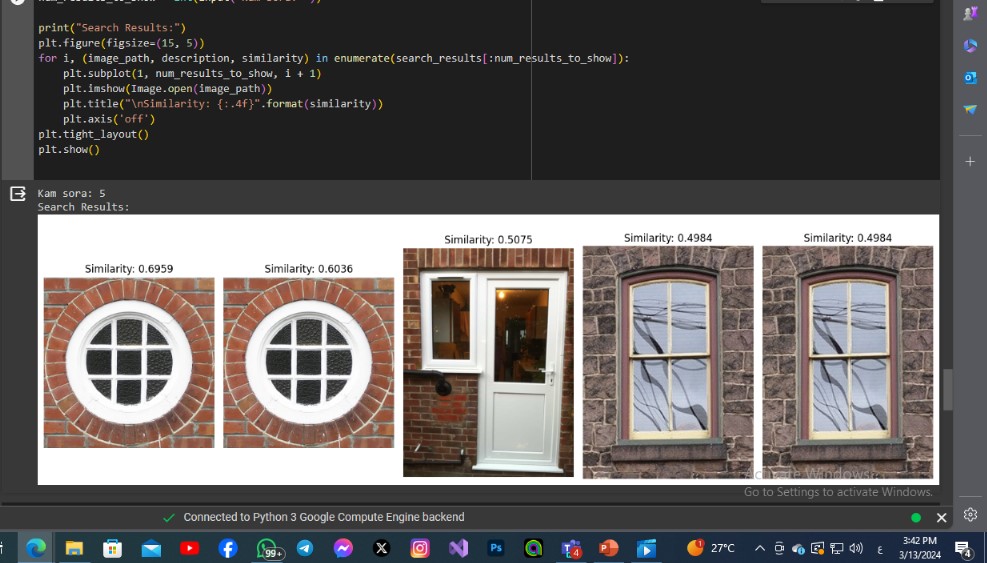 print("Search Results:")
plt.figure(figsize=(15, 5))
for i, (image_path, description, similarity) in enumerate(search_results[:num_results_to_show]):
    plt.subplot(1, num_results_to_show, i + 1)
    plt.imshow(Image.open(image_path))
    plt.title("\nSimilarity: {:.4f}".format(similarity))
    plt.axis('off')
plt.tight_layout()
plt.show()
Kam sora: 5
Search Results:
Similarity: 0.6959
Similarity: 0.6036
Similarity: 0.5075
Similarity: 0.4984
Similarity: 0.4984
Activate Windows
Go to Settings to activate Windows.
Connected to Python 3 Google Compute Engine backend
99+
X
Ps
4
1
27°C
ع
3:42 PM
3/13/2024
4